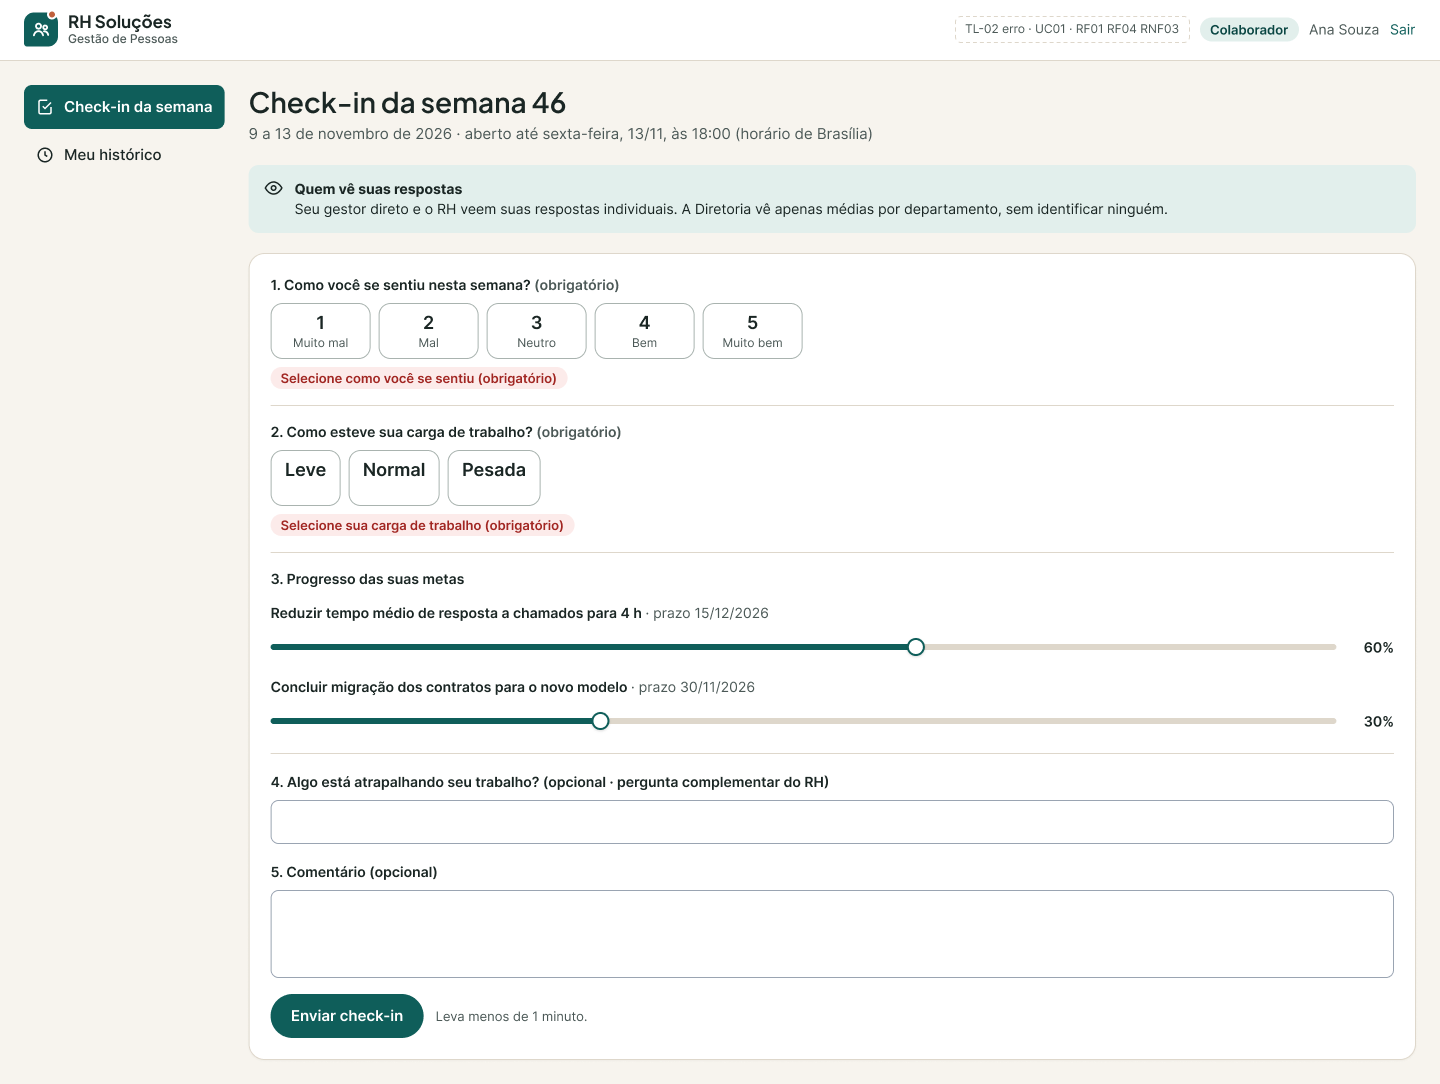 RH Soluções
Gestão de Pessoas
TL-02 erro · UC01 · RF01 RF04 RNF03
Colaborador
Ana Souza
Sair
Check-in da semana
Meu histórico
Check-in da semana 46
9 a 13 de novembro de 2026 · aberto até sexta-feira, 13/11, às 18:00 (horário de Brasília)
Quem vê suas respostas
Seu gestor direto e o RH veem suas respostas individuais. A Diretoria vê apenas médias por departamento, sem identificar ninguém.
1. Como você se sentiu nesta semana? (obrigatório)
1
Muito mal
2
Mal
3
Neutro
4
Bem
5
Muito bem
Selecione como você se sentiu (obrigatório)
2. Como esteve sua carga de trabalho? (obrigatório)
Leve
Normal
Pesada
Selecione sua carga de trabalho (obrigatório)
3. Progresso das suas metas
Reduzir tempo médio de resposta a chamados para 4 h · prazo 15/12/2026
60%
Concluir migração dos contratos para o novo modelo · prazo 30/11/2026
30%
4. Algo está atrapalhando seu trabalho? (opcional · pergunta complementar do RH)
5. Comentário (opcional)
Enviar check-in
Leva menos de 1 minuto.